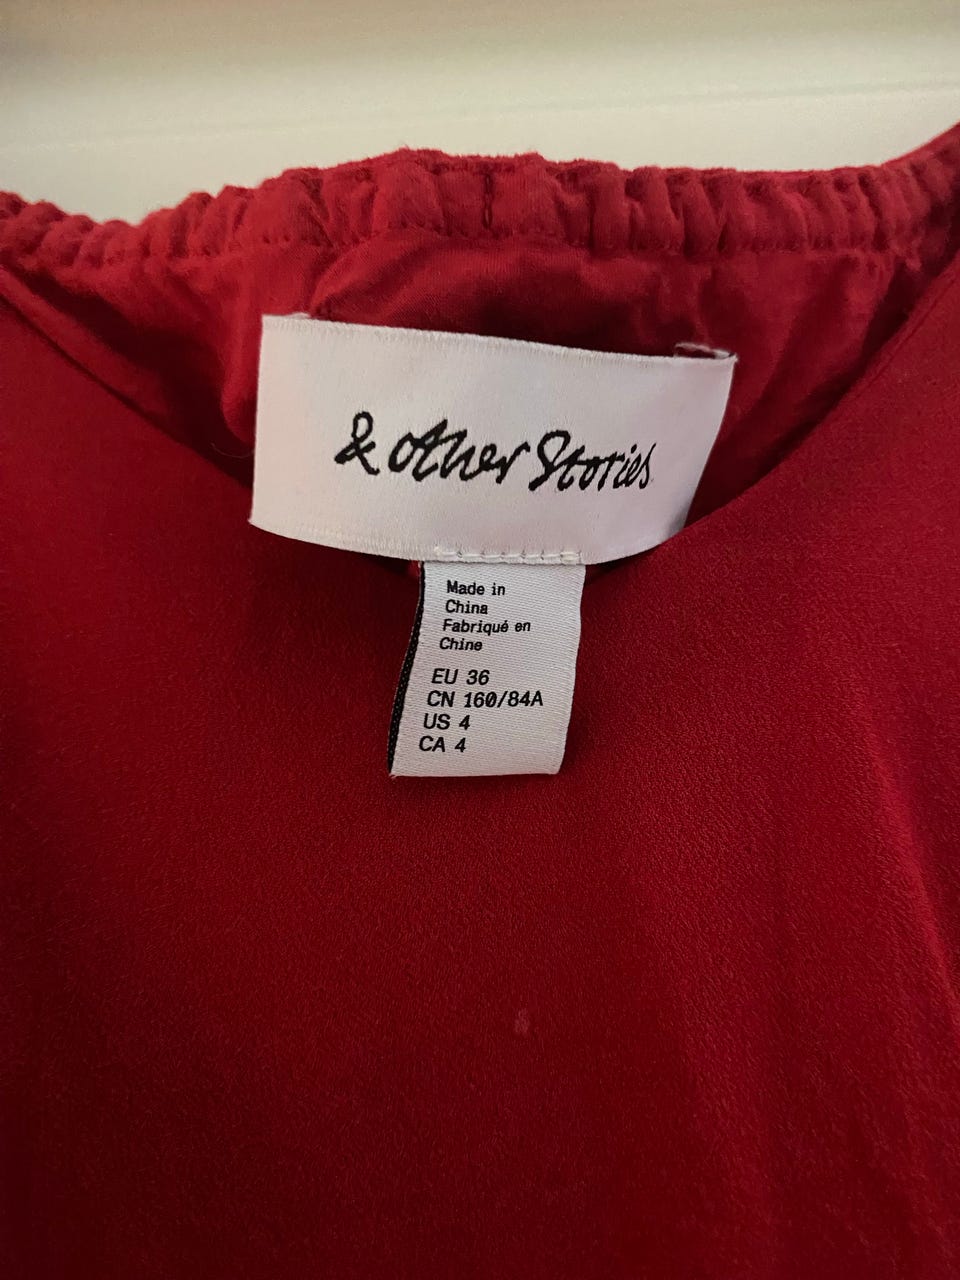 & Other Stories
Made in
China
Fabriqué en
Chine
EU 36
CN 160/84A
US 4
CA 4